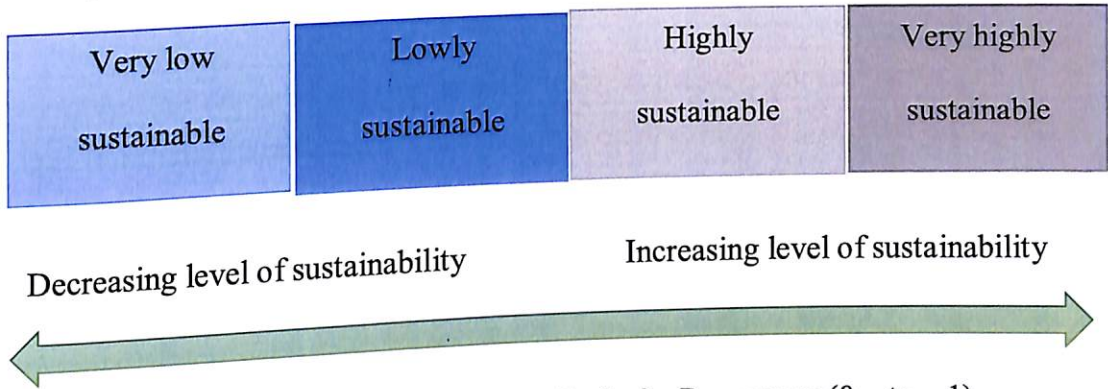 Very low
sustainable
Lowly
sustainable
Highly
sustainable
Very highly
sustainable
Decreasing level of sustainability
Increasing level of sustainability